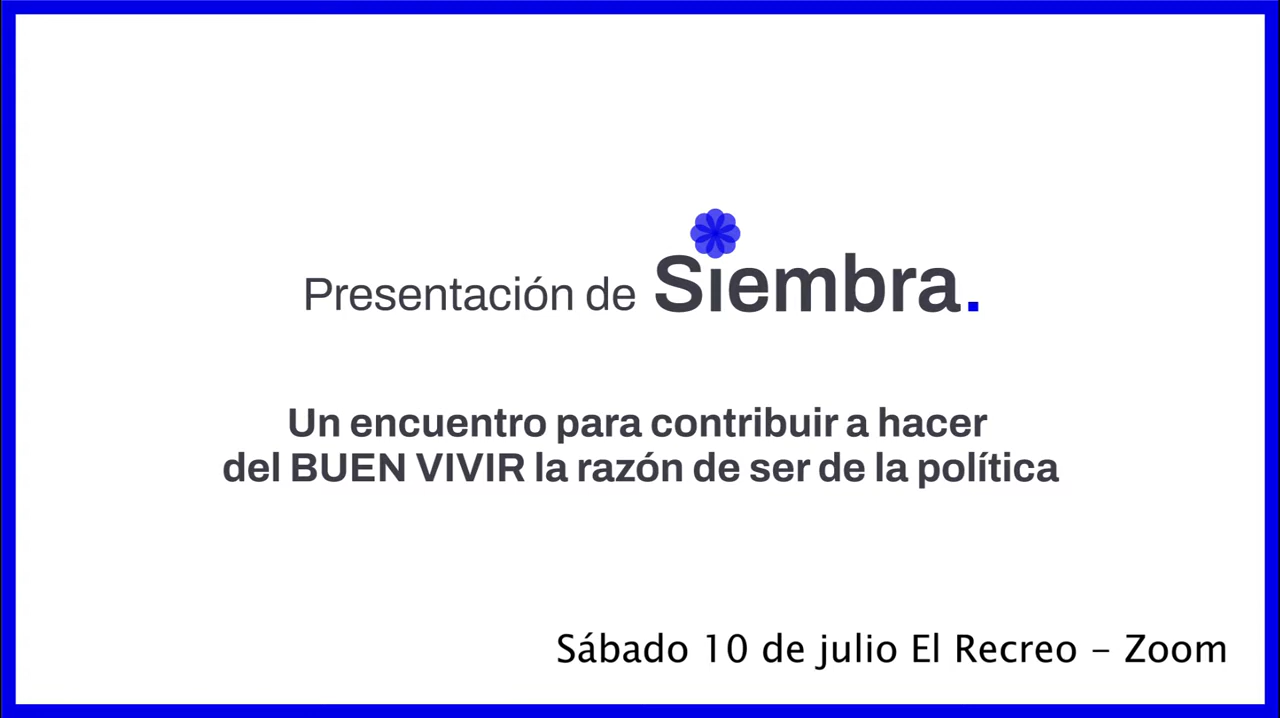 Presentación de Siembra.
Un encuentro para contribuir a hacer
del BUEN VIVIR la razón de ser de la política
Sábado 10 de julio El Recreo - Zoom